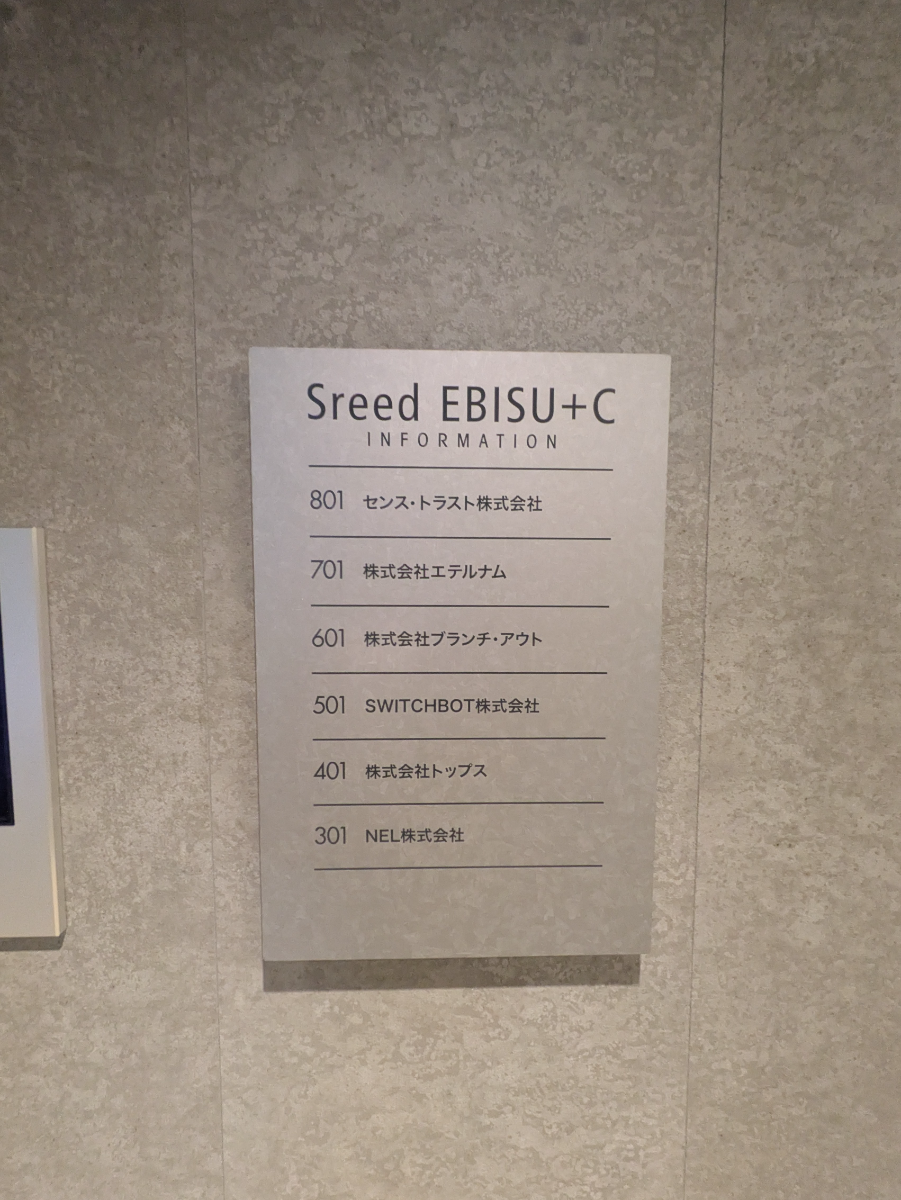 Sreed EBISU+C
INFORMATION
801 センス・トラスト株式会社
701 株式会社エテルナム
601 株式会社ブランチ・アウト
501 SWITCHBOT株式会社
401 株式会社トップス
301 NEL株式会社